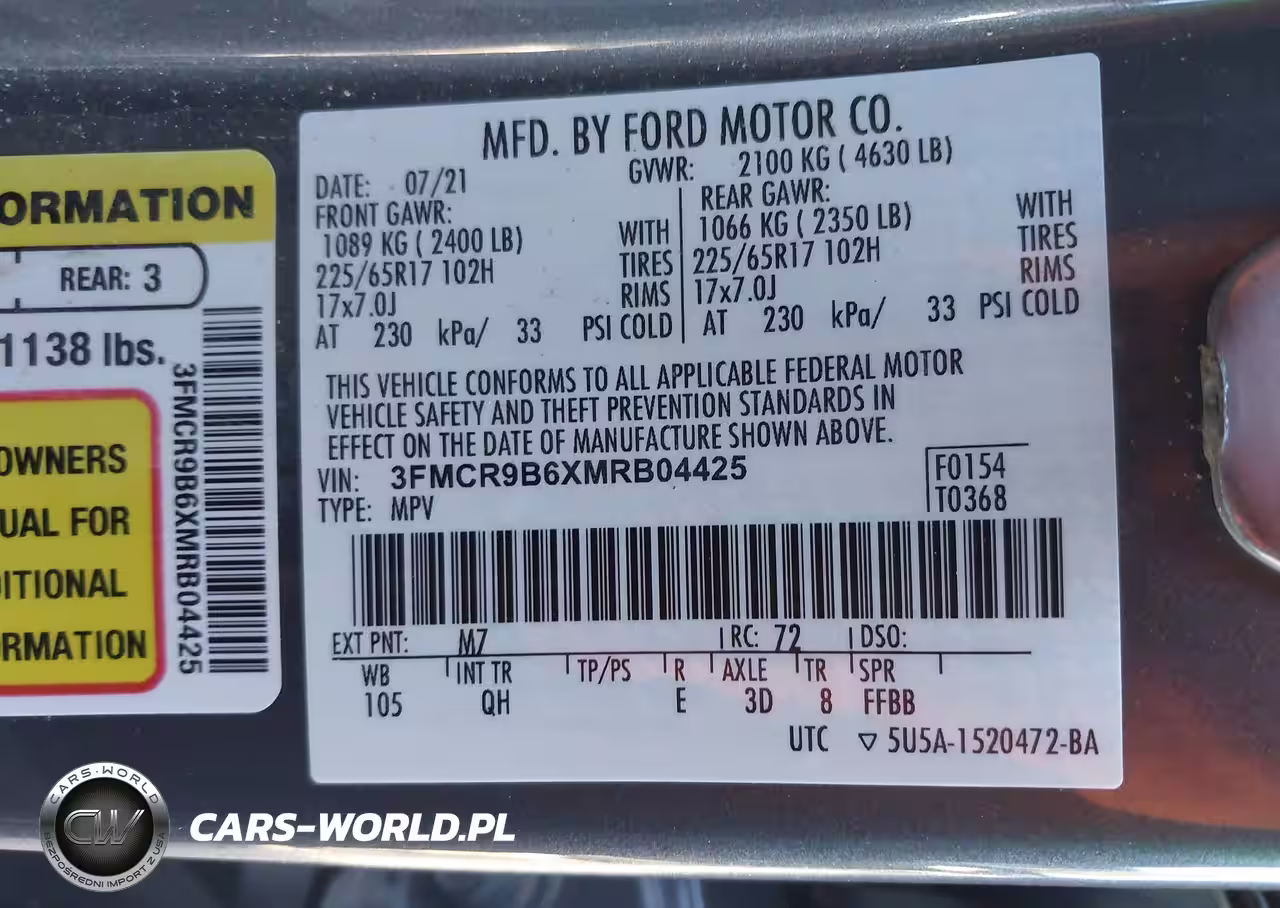 ORMATION
REAR: 3
1138 lbs.
OWNERS
UAL FOR
DITIONAL
RMATION
3FMCR9B6XMRB04425
MFD. BY FORD MOTOR CO.
DATE: 07/21 GVWR: 2100 KG ( 4630 LB)
FRONT GAWR: REAR GAWR:
1089 KG ( 2400 LB) WITH 1066 KG ( 2350 LB) WITH
225/65R17 102H TIRES 225/65R17 102H TIRES
17x7.0J RIMS 17x7.0J RIMS
AT 230 kPa/ 33 PSI COLD AT 230 kPa/ 33 PSI COLD
THIS VEHICLE CONFORMS TO ALL APPLICABLE FEDERAL MOTOR
VEHICLE SAFETY AND THEFT PREVENTION STANDARDS IN
EFFECT ON THE DATE OF MANUFACTURE SHOWN ABOVE.
VIN: 3FMCR9B6XMRB04425 F0154
TYPE: MPV T0368
EXT PNT: M7 RC: 72 DSO:
WB INT TR TP/PS R AXLE TR SPR
105 QH E 3D 8 FFBB
UTC ▽ 5U5A-1520472-BA
CARS-WORLD
CW
BEZPOŚREDNI IMPORT Z USA
CARS-WORLD.PL